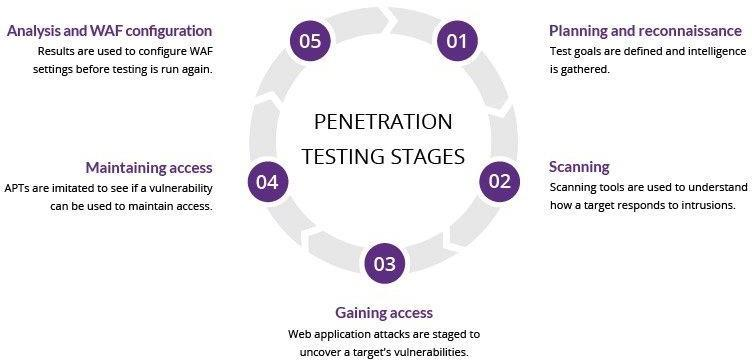 PENETRATION
TESTING STAGES
01
Planning and reconnaissance
Test goals are defined and intelligence
is gathered.
02
Scanning
Scanning tools are used to understand
how a target responds to intrusions.
03
Gaining access
Web application attacks are staged to
uncover a target's vulnerabilities.
04
Maintaining access
APTs are imitated to see if a vulnerability
can be used to maintain access.
05
Analysis and WAF configuration
Results are used to configure WAF
settings before testing is run again.